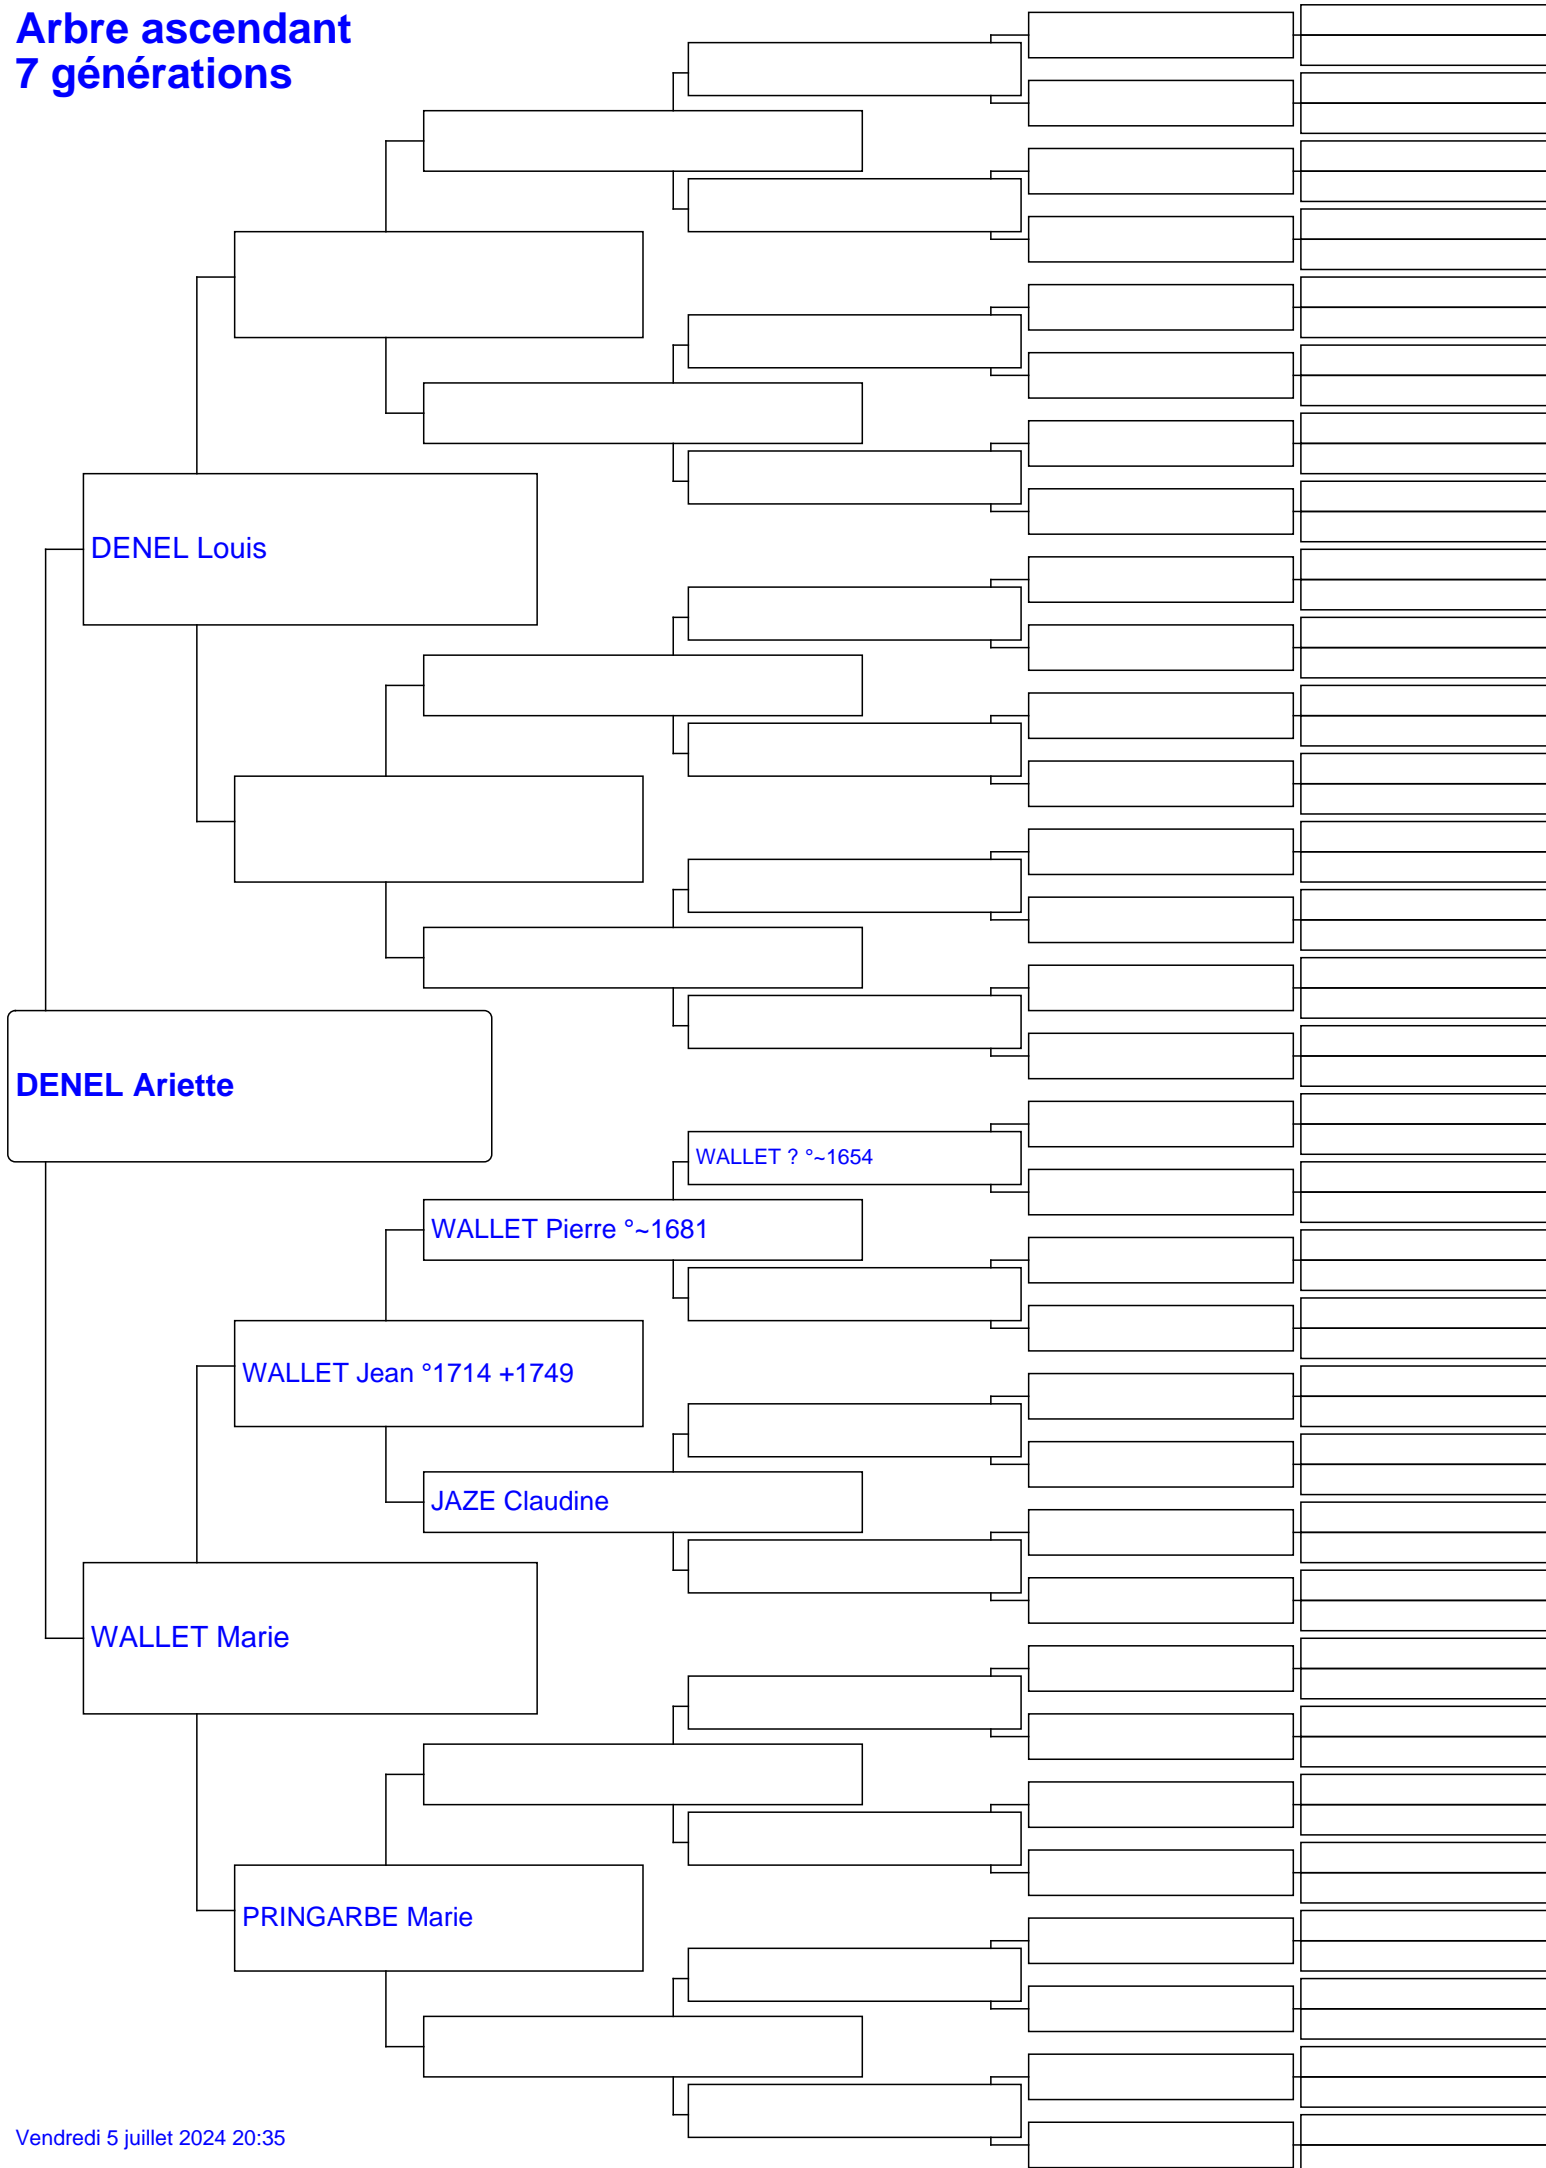 Arbre ascendant
7 générations
DENEL Louis
DENEL Ariette
WALLET ? °~1654
WALLET Pierre °~1681
WALLET Jean °1714 +1749
JAZE Claudine
WALLET Marie
PRINGARBE Marie
Vendredi 5 juillet 2024 20:35